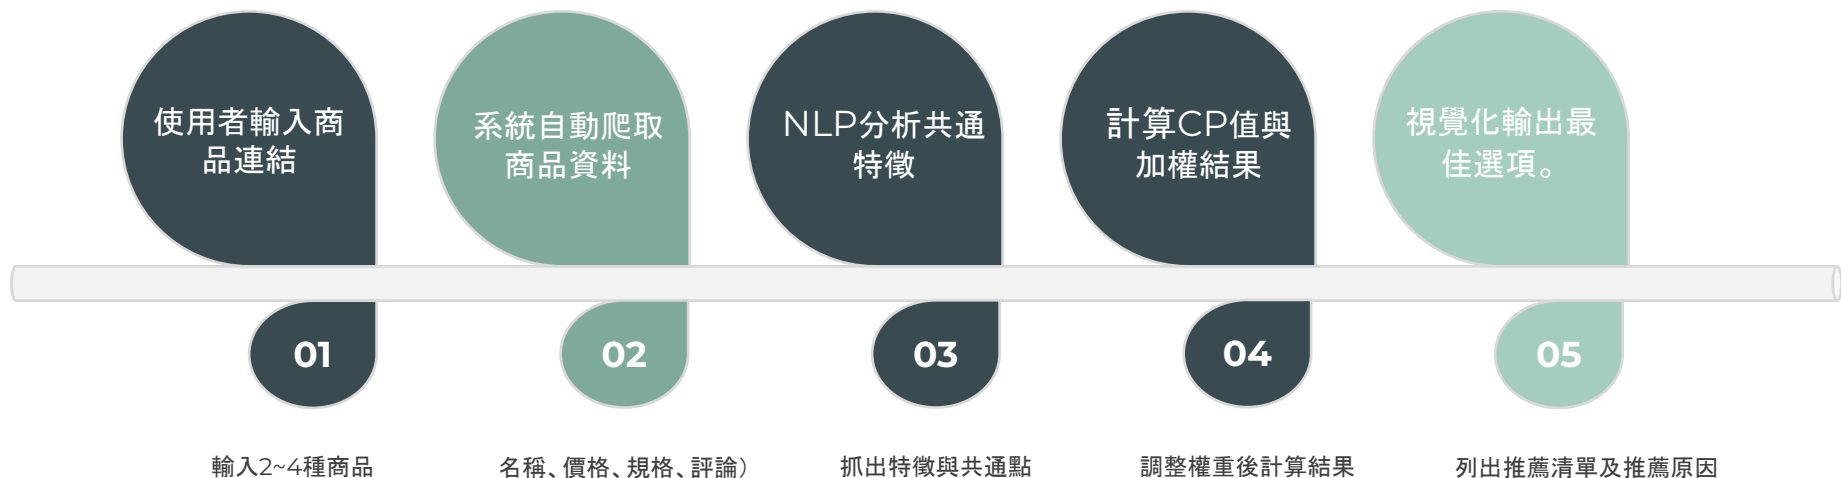 使用者輸入商
品連結
系統自動爬取
商品資料
NLP分析共通
特徵
計算CP值與
加權結果
視覺化輸出最
佳選項。
01
02
03
04
05
輸入2~4種商品
名稱、價格、規格、評論）
抓出特徵與共通點
調整權重後計算結果
列出推薦清單及推薦原因